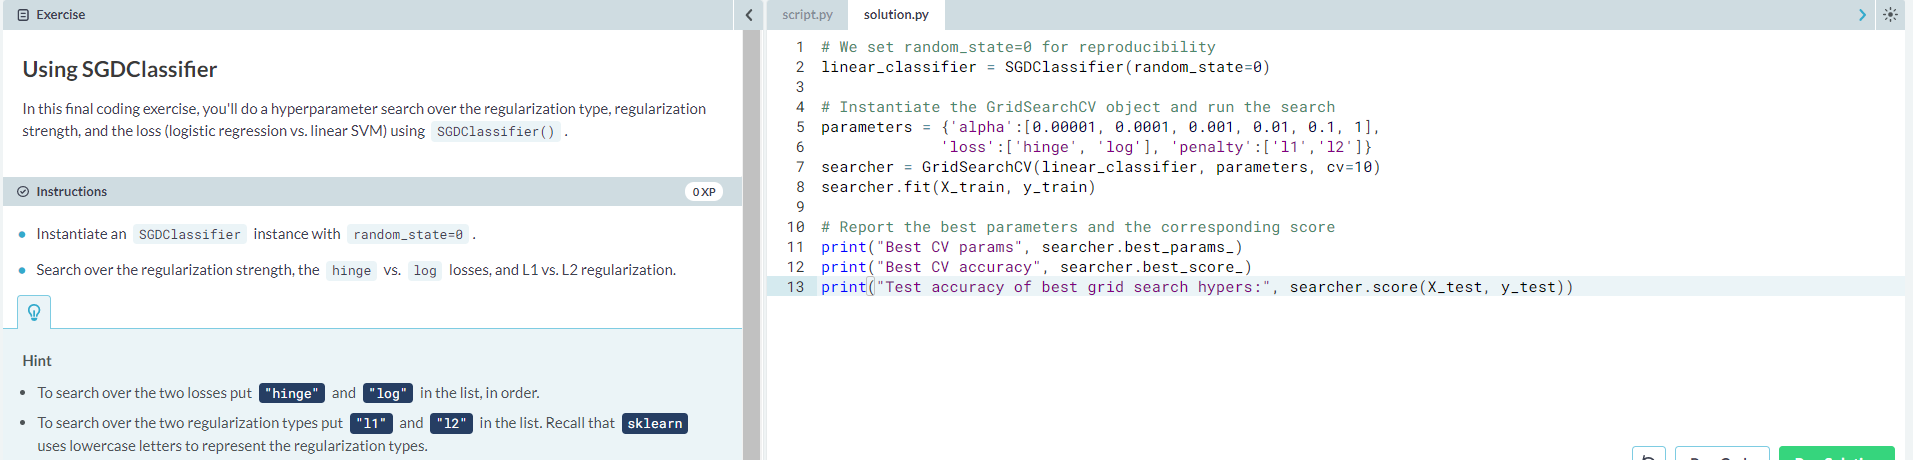 Exercise
Using SGDClassifier
In this final coding exercise, you'll do a hyperparameter search over the regularization type, regularization
strength, and the loss (logistic regression vs. linear SVM) using SGDClassifier() .
Instructions
0 XP
Instantiate an SGDClassifier instance with random_state=0 .
Search over the regularization strength, the hinge vs. log losses, and L1 vs. L2 regularization.
Hint
To search over the two losses put "hinge" and "log" in the list, in order.
To search over the two regularization types put "l1" and "l2" in the list. Recall that sklearn
uses lowercase letters to represent the regularization types.
script.py
solution.py
1 # We set random_state=0 for reproducibility
2 linear_classifier = SGDClassifier(random_state=0)
3
4 # Instantiate the GridSearchCV object and run the search
5 parameters = {'alpha':[0.00001, 0.0001, 0.001, 0.01, 0.1, 1],
6 'loss':['hinge', 'log'], 'penalty':['l1','l2']}
7 searcher = GridSearchCV(linear_classifier, parameters, cv=10)
8 searcher.fit(X_train, y_train)
9
10 # Report the best parameters and the corresponding score
11 print("Best CV params", searcher.best_params_)
12 print("Best CV accuracy", searcher.best_score_)
13 print("Test accuracy of best grid search hypers:", searcher.score(X_test, y_test))